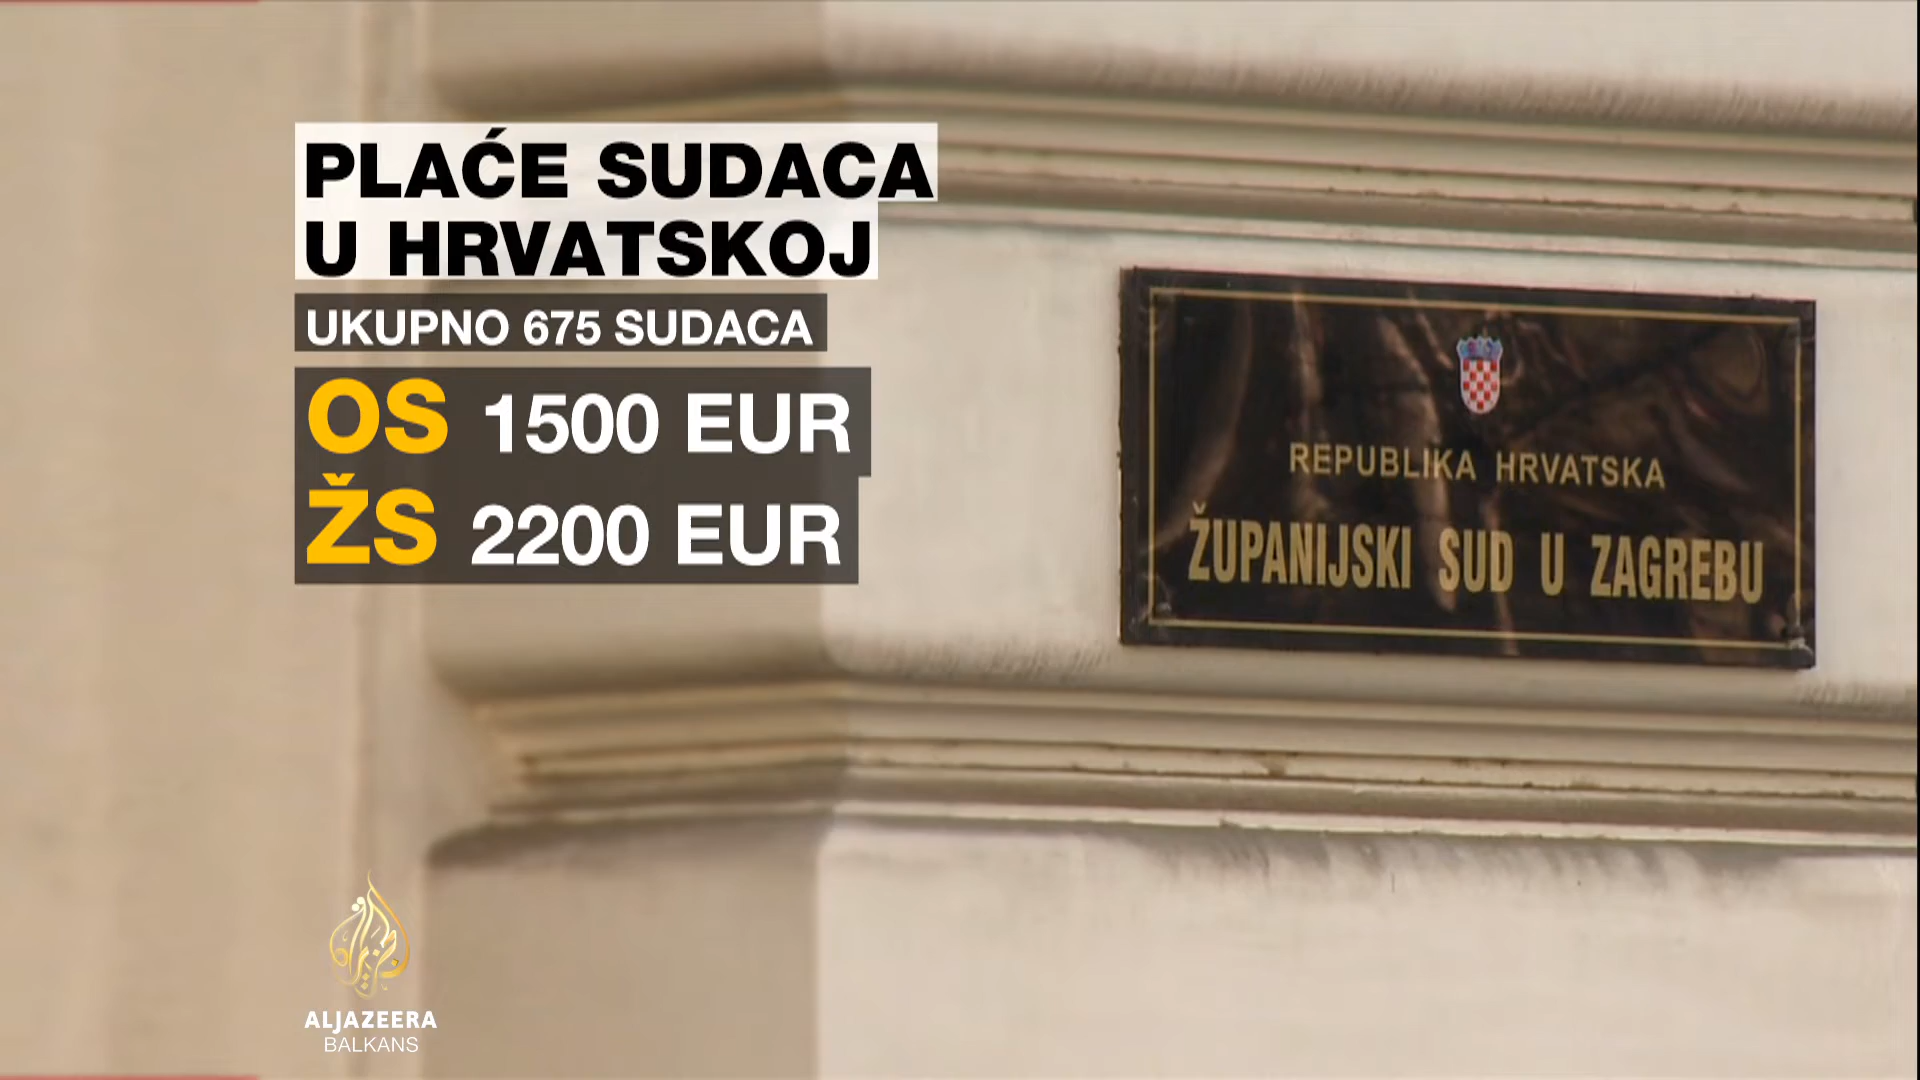 PLAĆE SUDACA
U HRVATSKOJ
UKUPNO 675 SUDACA
OS 1500 EUR
ŽS 2200 EUR
REPUBLIKA HRVATSKA
ŽUPANIJSKI SUD U ZAGREBU
ALJAZEERA
BALKANS